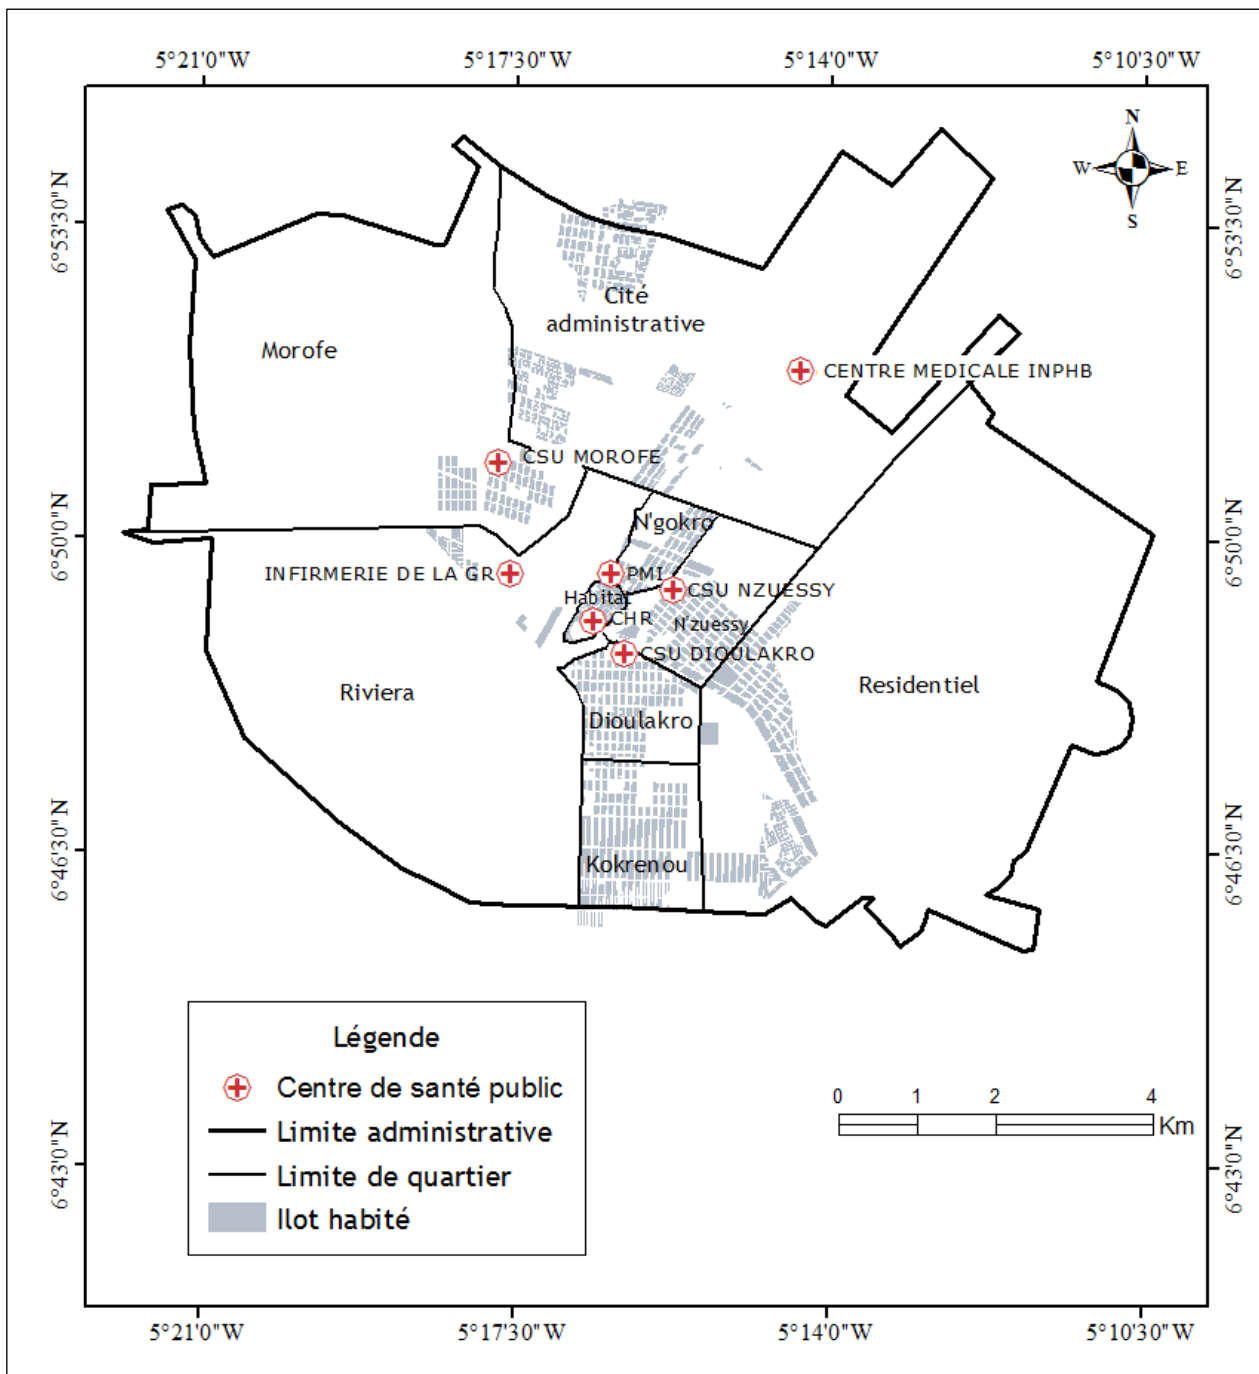 5°21'0"W 5°17'30"W 5°14'0"W 5°10'30"W
N
W E
S
6°53'30"N 6°53'30"N
Cité
administrative
Morofe
CENTRE MEDICALE INPHB
CSU MOROFE
6°50'0"N 6°50'0"N
N'gokro
INFIRMERIE DE LA GR PMI
CSU NZUESSY
Habitat
CHR N'zuessy
CSU DIOULAKRO
Riviera Residentiel
Dioulakro
6°46'30"N 6°46'30"N
Kokrenou
Légende
Centre de santé public
Limite administrative
Limite de quartier
Ilot habité
0 1 2 4
Km
6°43'0"N 6°43'0"N
5°21'0"W 5°17'30"W 5°14'0"W 5°10'30"W